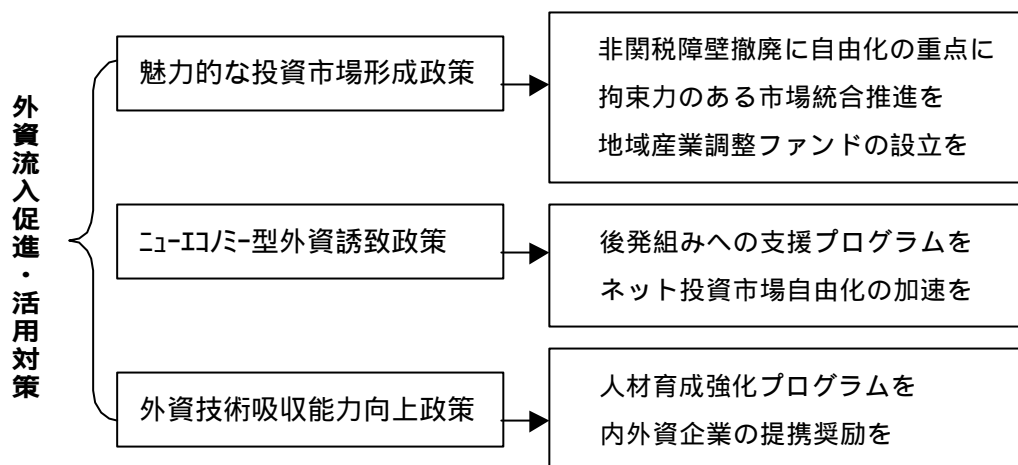 外資流入促進・活用対策
魅力的な投資市場形成政策
非関税障壁撤廃に自由化の重点に
拘束力のある市場統合推進を
地域産業調整ファンドの設立を
ﾆｭｰｴｺﾉﾐｰ型外資誘致政策
後発組みへの支援プログラムを
ネット投資市場自由化の加速を
外資技術吸収能力向上政策
人材育成強化プログラムを
内外資企業の提携奨励を